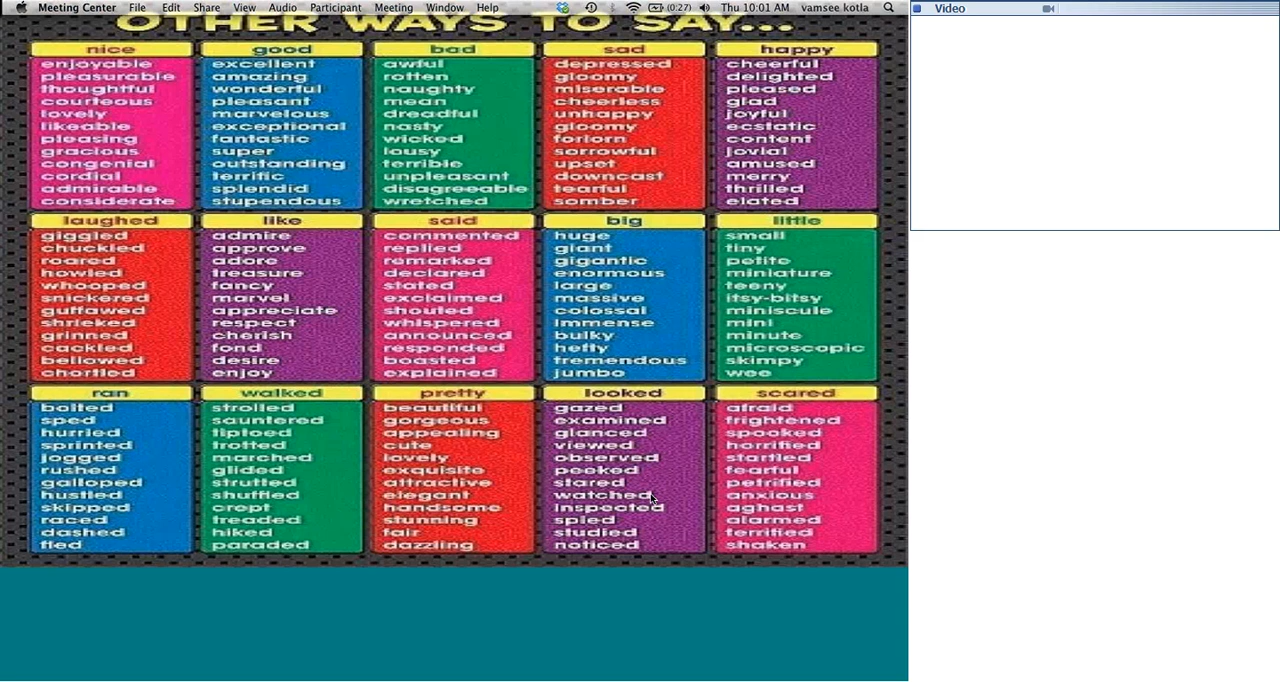 Meeting Center File Edit Share View Audio Participant Meeting Window Help (0:27) Thu 10:01 AM vamsee kotla
Video
OTHER WAYS TO SAY...
nice
enjoyable
pleasurable
thoughtful
courteous
lovely
likeable
pleasing
gracious
congenial
cordial
admirable
considerate
good
excellent
amazing
wonderful
pleasant
marvelous
exceptional
fantastic
super
outstanding
terrific
splendid
stupendous
bad
awful
rotten
naughty
mean
dreadful
nasty
wicked
lousy
terrible
unpleasant
disagreeable
wretched
sad
depressed
gloomy
miserable
cheerless
unhappy
gloomy
forlorn
sorrowful
upset
downcast
tearful
somber
happy
cheerful
delighted
pleased
glad
joyful
ecstatic
content
jovial
amused
merry
thrilled
elated
laughed
giggled
chuckled
roared
howled
whooped
snickered
guffawed
shrieked
grinned
cackled
bellowed
chortled
like
admire
approve
adore
treasure
fancy
marvel
appreciate
respect
cherish
fond
desire
enjoy
said
commented
replied
remarked
declared
stated
exclaimed
shouted
whispered
announced
responded
boasted
explained
big
huge
giant
gigantic
enormous
large
massive
colossal
immense
bulky
hefty
tremendous
jumbo
little
small
tiny
petite
miniature
teeny
itsy-bitsy
miniscule
mini
minute
microscopic
skimpy
wee
ran
bolted
sped
hurried
sprinted
jogged
rushed
galloped
hustled
skipped
raced
dashed
fled
walked
strolled
sauntered
tiptoed
trotted
marched
glided
strutted
shuffled
crept
treaded
hiked
paraded
pretty
beautiful
gorgeous
appealing
cute
lovely
exquisite
attractive
elegant
handsome
stunning
fair
dazzling
looked
gazed
examined
glanced
viewed
observed
peeked
stared
watched
inspected
spied
studied
noticed
scared
afraid
frightened
spooked
horrified
startled
fearful
petrified
anxious
aghast
alarmed
terrified
shaken